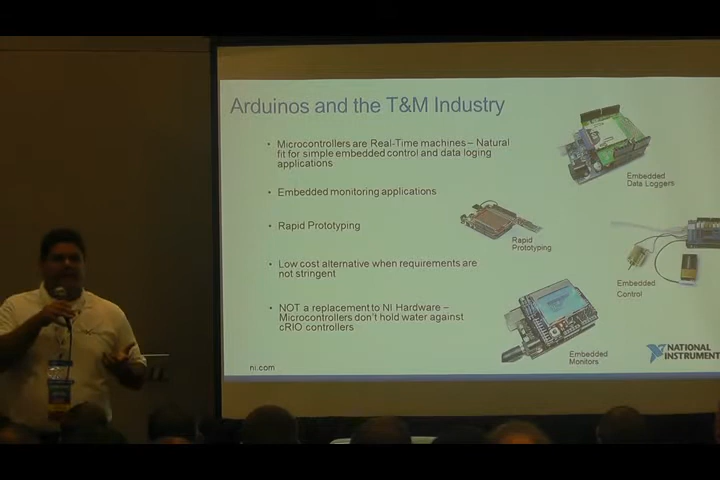 Arduinos and the T&M Industry
• Microcontrollers are Real-Time machines – Natural
fit for simple embedded control and data loging
applications
• Embedded monitoring applications
• Rapid Prototyping
• Low cost alternative when requirements are
not stringent
• NOT a replacement to NI Hardware –
Microcontrollers don't hold water against
cRIO controllers
Embedded
Data Loggers
Rapid
Prototyping
Embedded
Control
Embedded
Monitors
ni.com
NATIONAL
INSTRUMENT